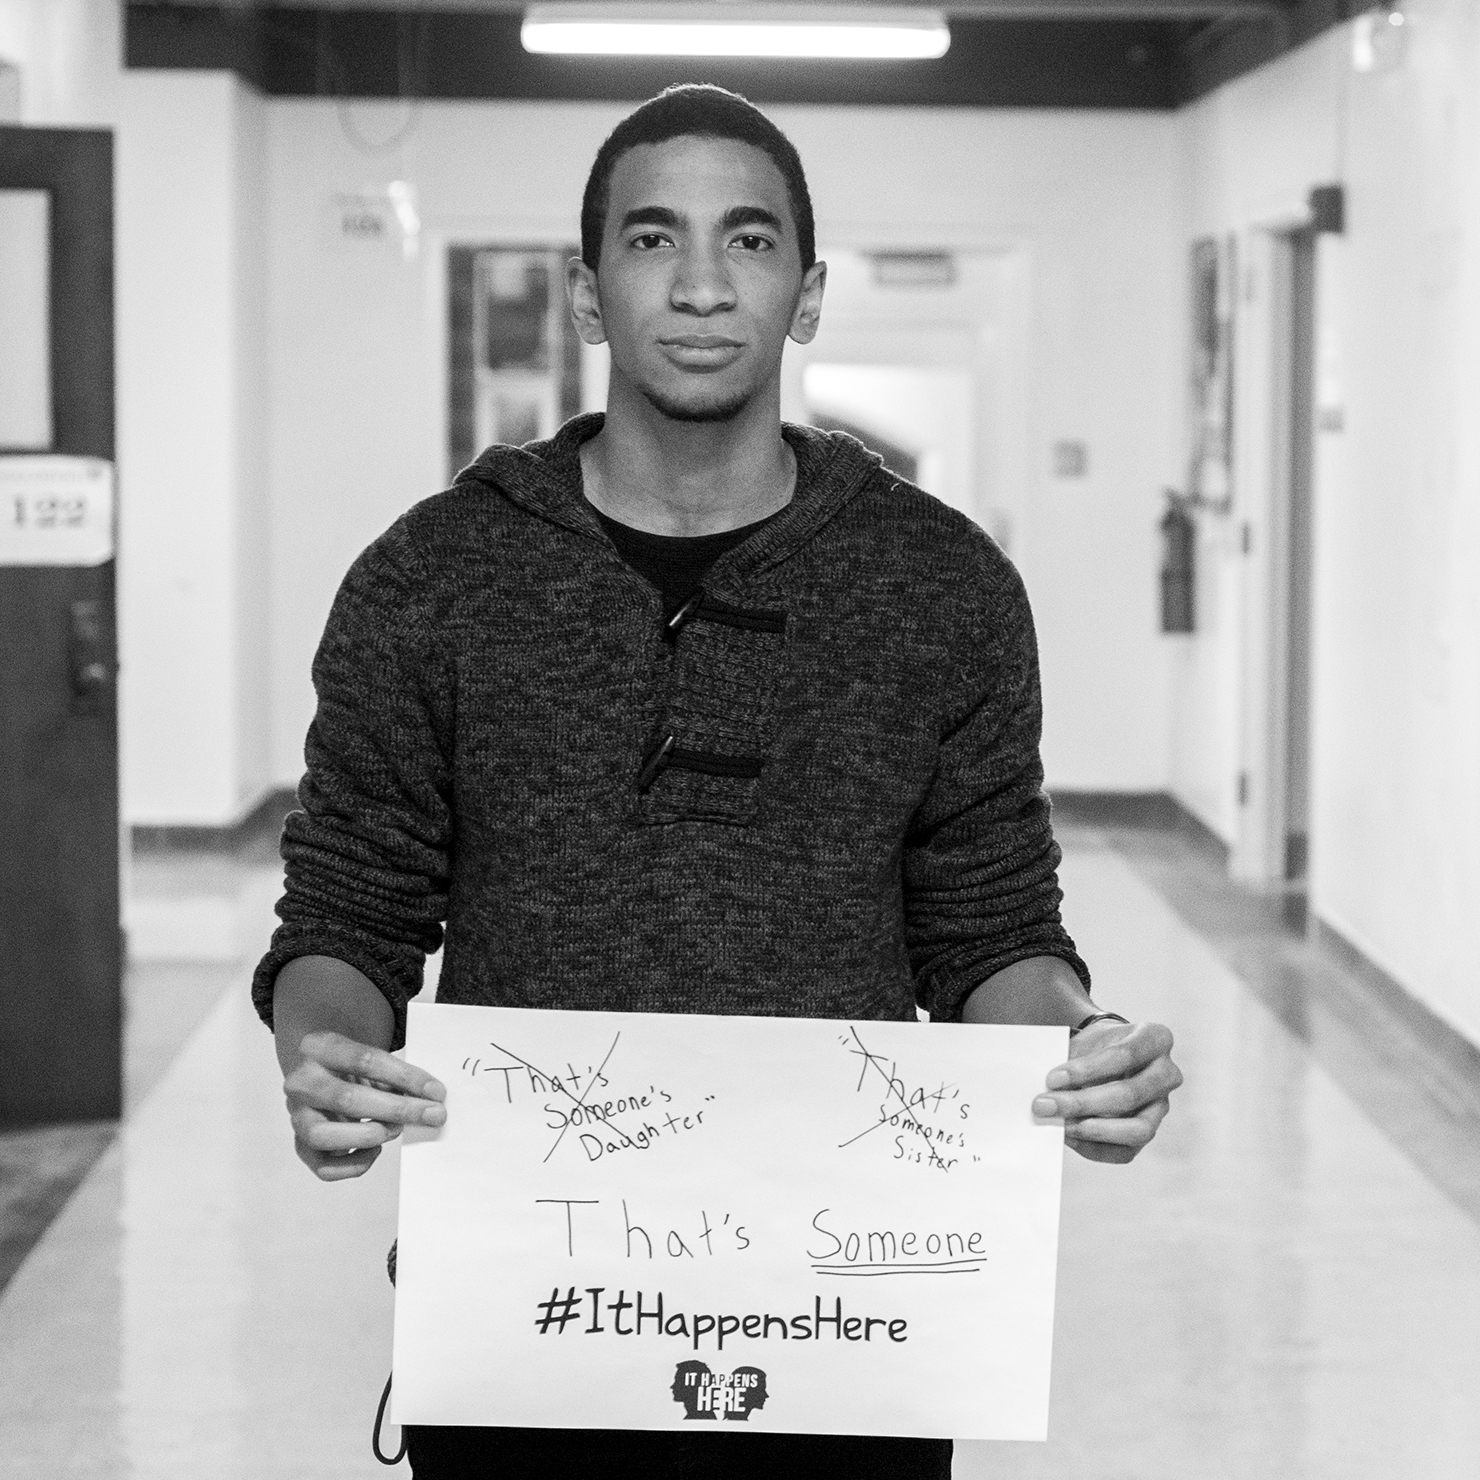 122
"That's
Someone's
Daughter"
"That's
someone's
Sister"
That's Someone
#ItHappensHere
IT HAPPENS
HERE